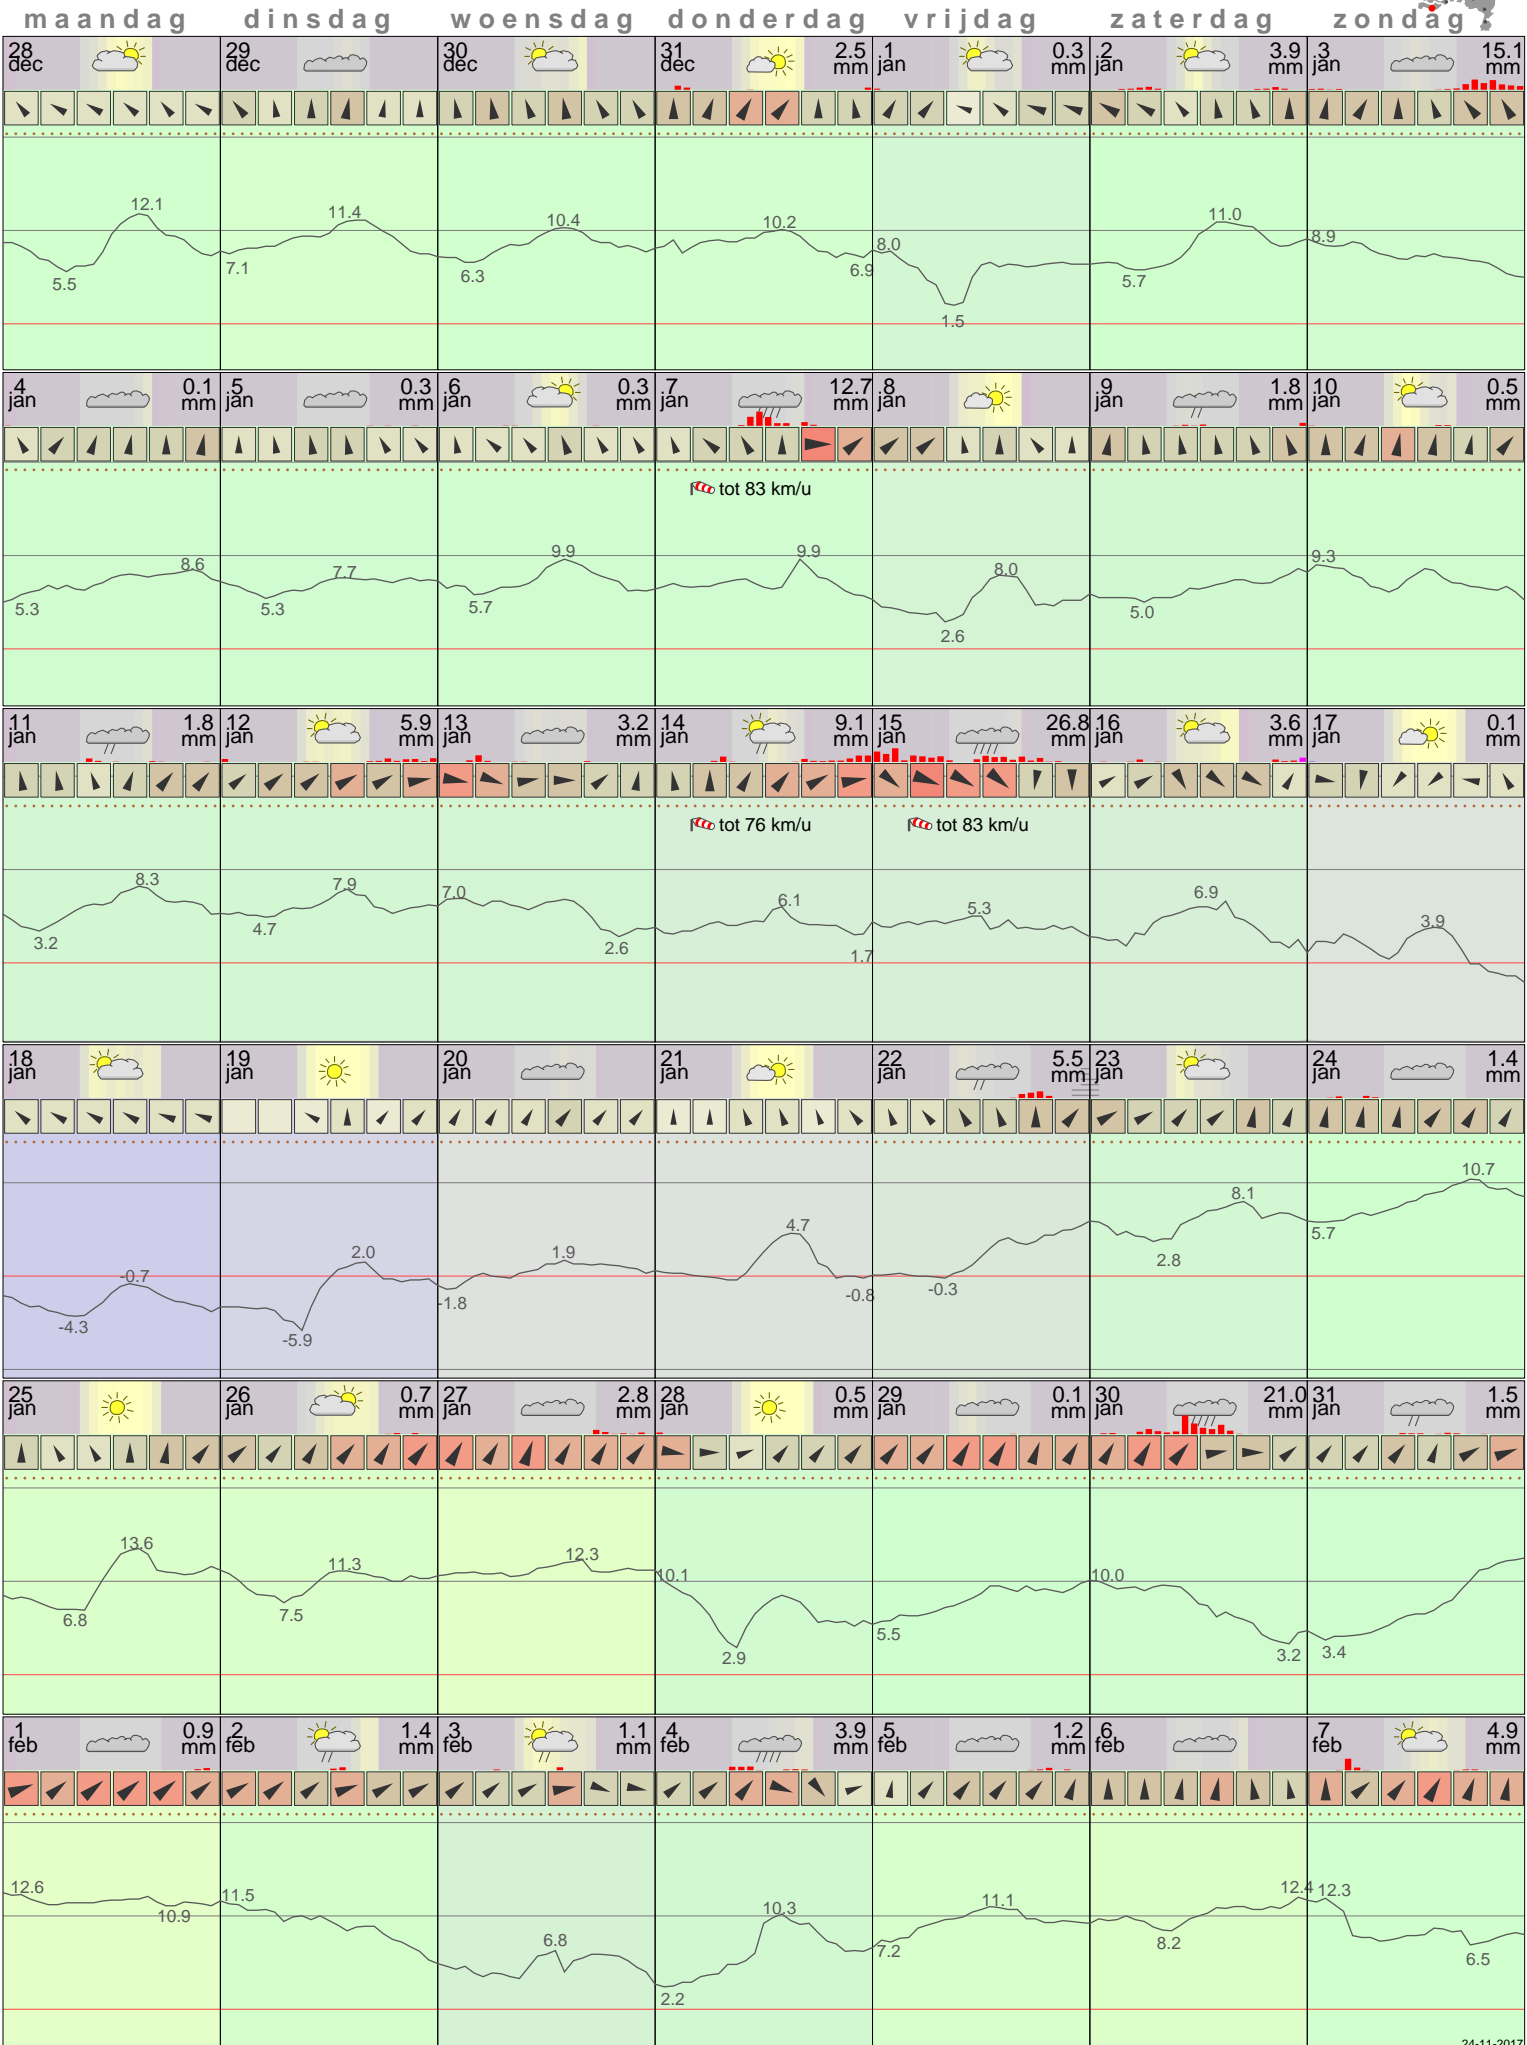 maandag dinsdag woensdag donderdag vrijdag zaterdag zondag
28 dec
29 dec
30 dec
31 dec 2.5 mm
1 jan 0.3 mm
2 jan 3.9 mm
3 jan 15.1 mm
12.1 5.5
11.4 7.1
10.4 6.3
10.2 6.9
8.0 1.5
11.0 5.7
8.9
4 jan 0.1 mm
5 jan 0.3 mm
6 jan 0.3 mm
7 jan 12.7 mm
8 jan
9 jan 1.8 mm
10 jan 0.5 mm
tot 83 km/u
5.3 8.6
5.3 7.7
5.7 9.9
9.9
2.6 8.0
5.0
9.3
11 jan 1.8 mm
12 jan 5.9 mm
13 jan 3.2 mm
14 jan 9.1 mm
15 jan 26.8 mm
16 jan 3.6 mm
17 jan 0.1 mm
tot 76 km/u
tot 83 km/u
3.2 8.3
4.7 7.9
7.0 2.6
6.1 1.7
5.3
6.9
3.9
18 jan
19 jan
20 jan
21 jan
22 jan 5.5 mm
23 jan
24 jan 1.4 mm
-4.3 -0.7
-5.9 2.0
-1.8 1.9
4.7 -0.8
-0.3
2.8 8.1
5.7 10.7
25 jan
26 jan 0.7 mm
27 jan 2.8 mm
28 jan 0.5 mm
29 jan 0.1 mm
30 jan 21.0 mm
31 jan 1.5 mm
6.8 13.6
7.5 11.3
12.3
10.1 2.9
5.5
10.0 3.2
3.4
1 feb 0.9 mm
2 feb 1.4 mm
3 feb 1.1 mm
4 feb 3.9 mm
5 feb 1.2 mm
6 feb
7 feb 4.9 mm
12.6 10.9
11.5
6.8
2.2 10.3
7.2 11.1
8.2 12.4
12.3 6.5
24-11-2017